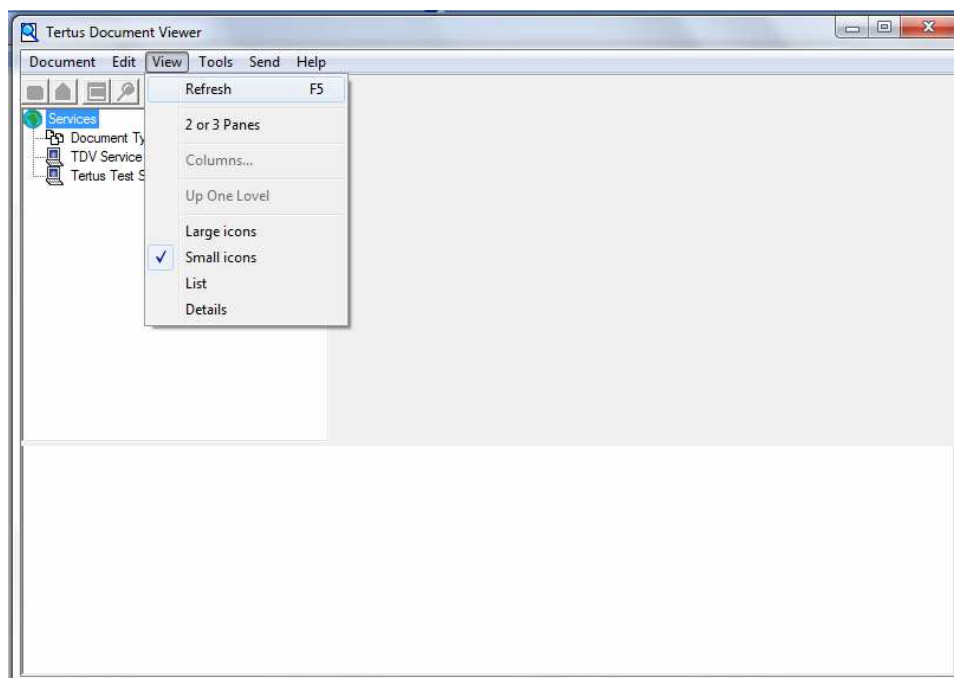 Tertus Document Viewer
Document Edit View Tools Send Help
Refresh F5
Services
2 or 3 Panes
Document Ty
TDV Service
Columns...
Tertus Test S
Up One Level
Large icons
Small icons
List
Details